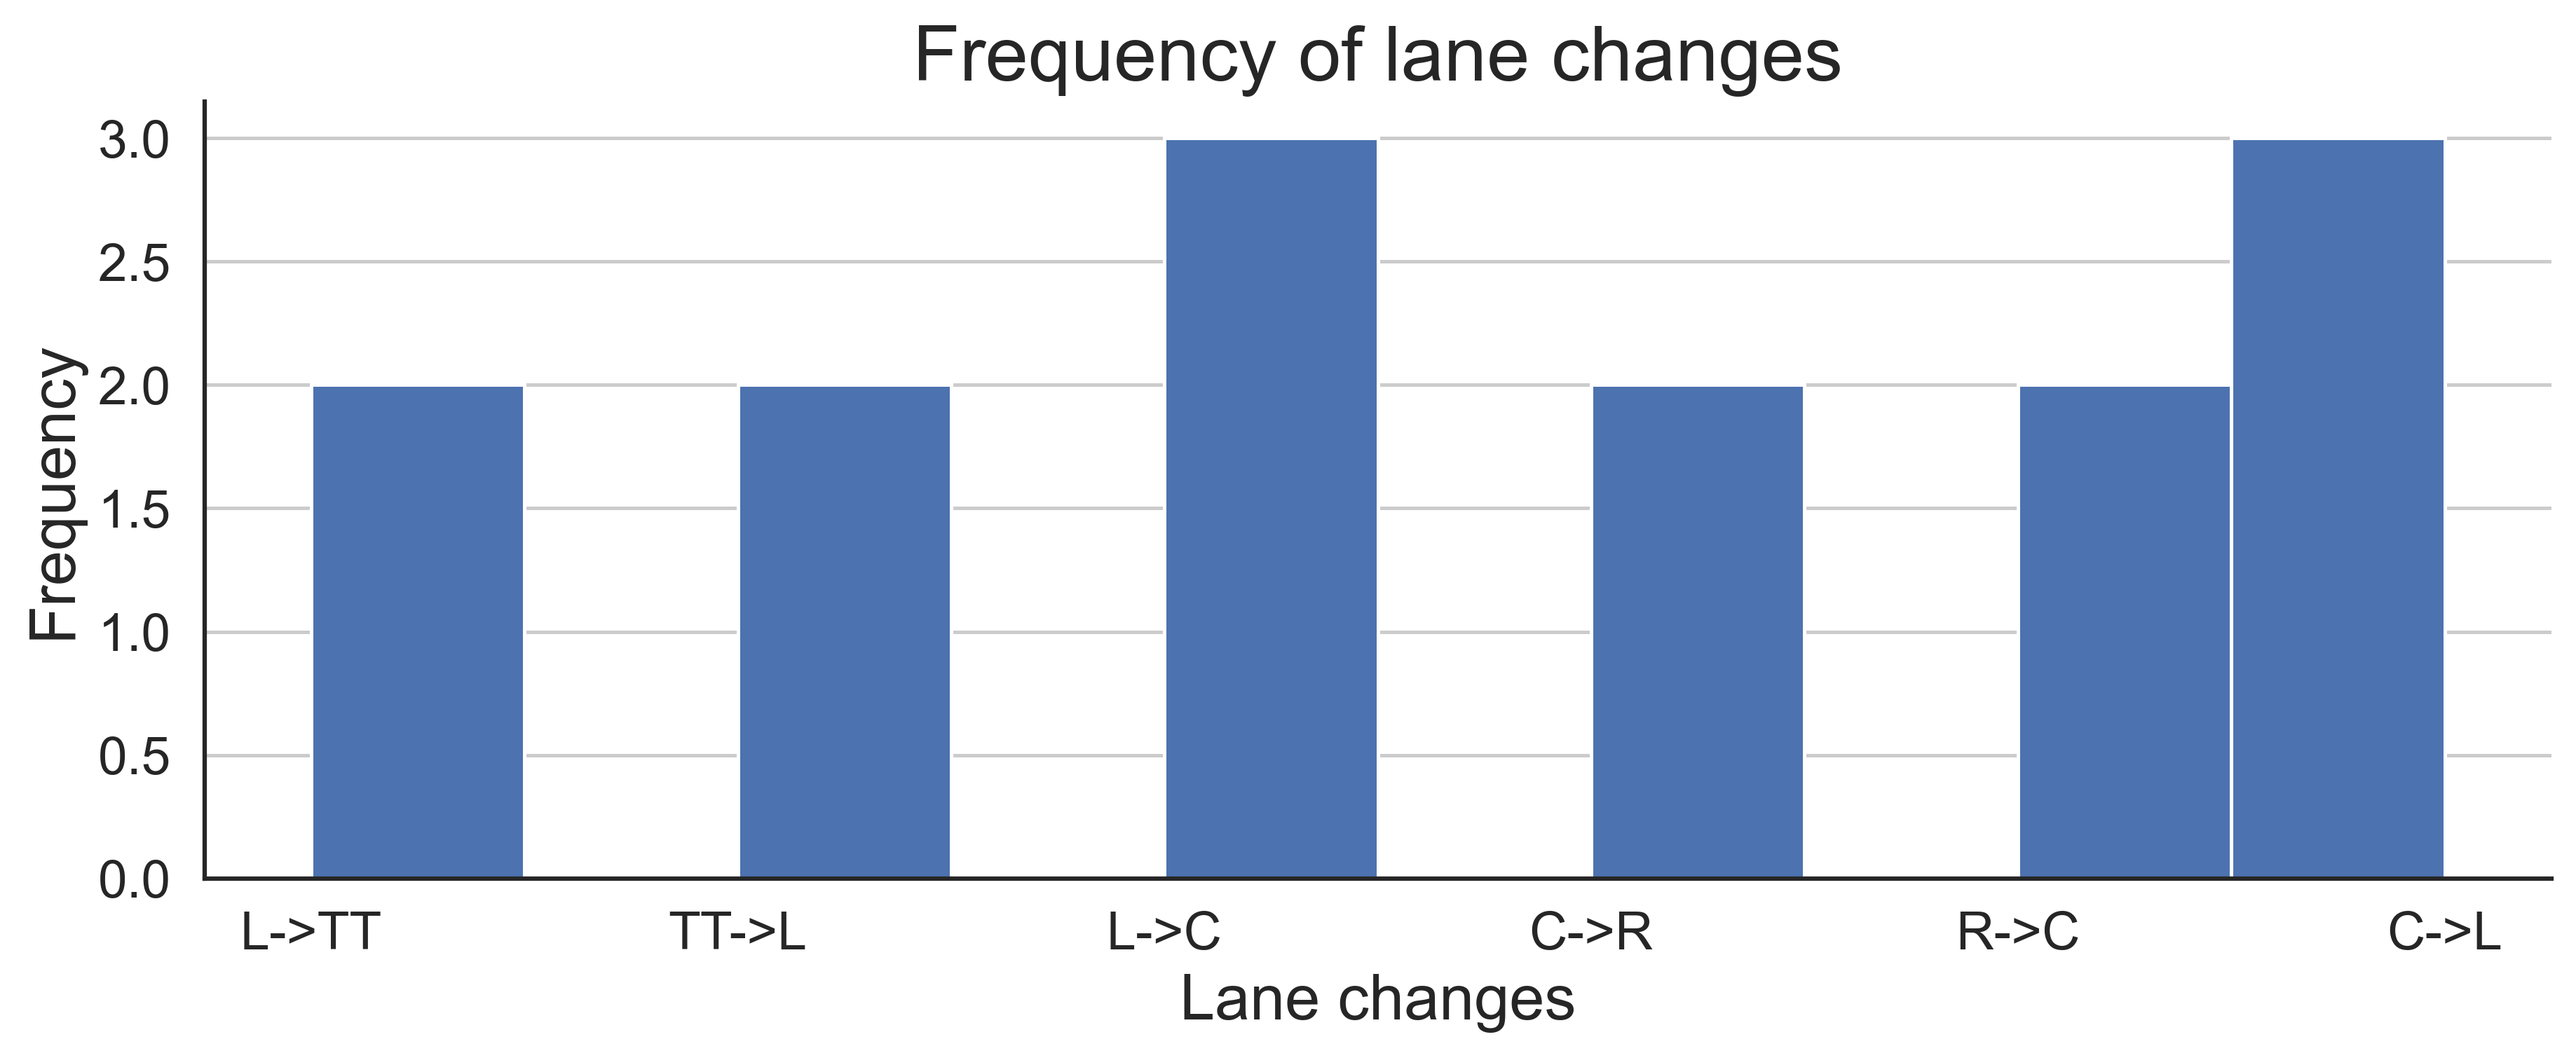 Frequency of lane changes
Frequency
3.0
2.5
2.0
1.5
1.0
0.5
0.0
L->TT TT->L L->C C->R R->C C->L
Lane changes